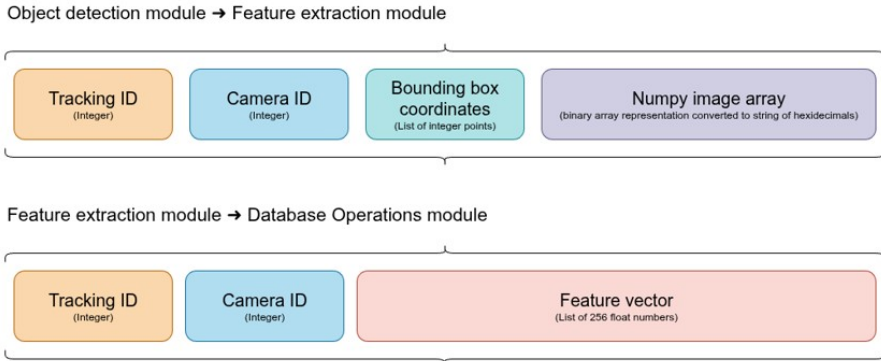 Object detection module ➔ Feature extraction module
Tracking ID
(Integer)
Camera ID
(Integer)
Bounding box
coordinates
(List of integer points)
Numpy image array
(binary array representation converted to string of hexidecimals)
Feature extraction module ➔ Database Operations module
Tracking ID
(Integer)
Camera ID
(Integer)
Feature vector
(List of 256 float numbers)